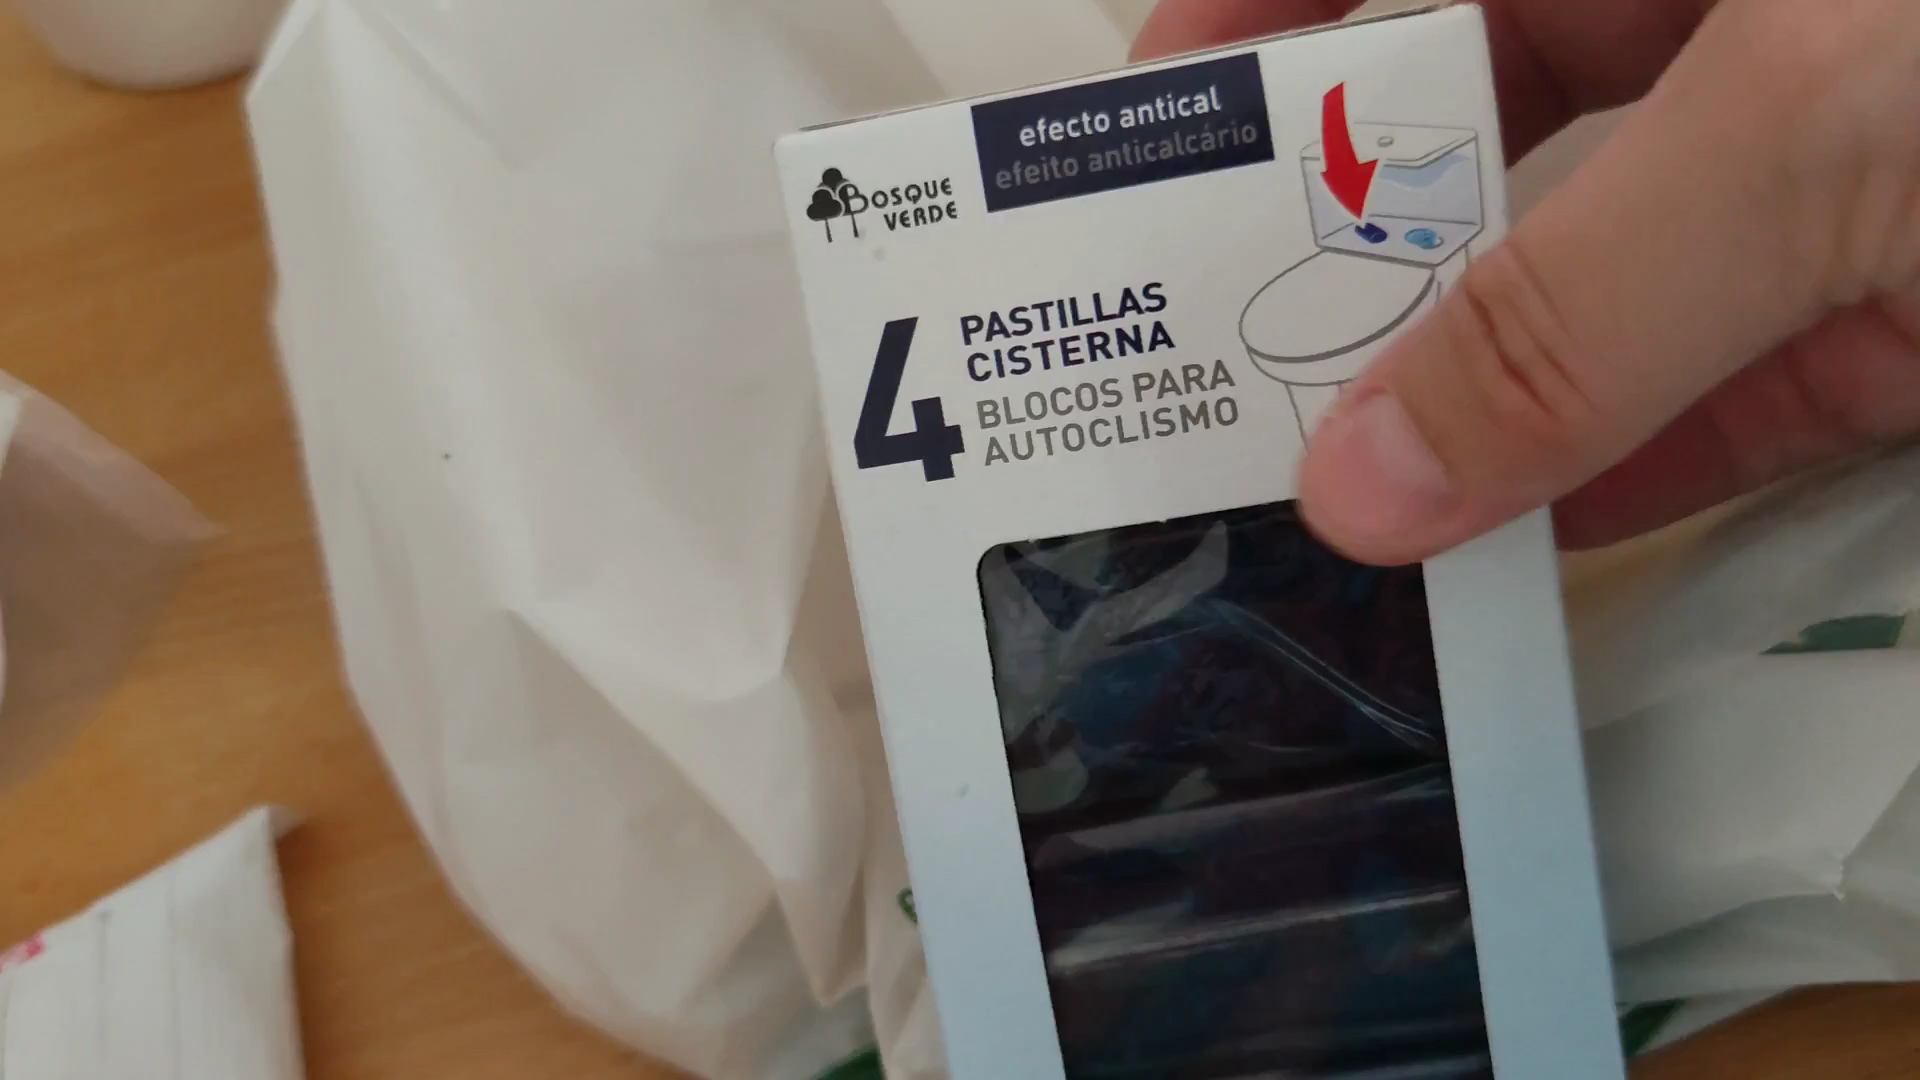 efecto antical
efeito anticalcário
BOSQUE
VERDE
4
PASTILLAS
CISTERNA
BLOCOS PARA
AUTOCLISMO